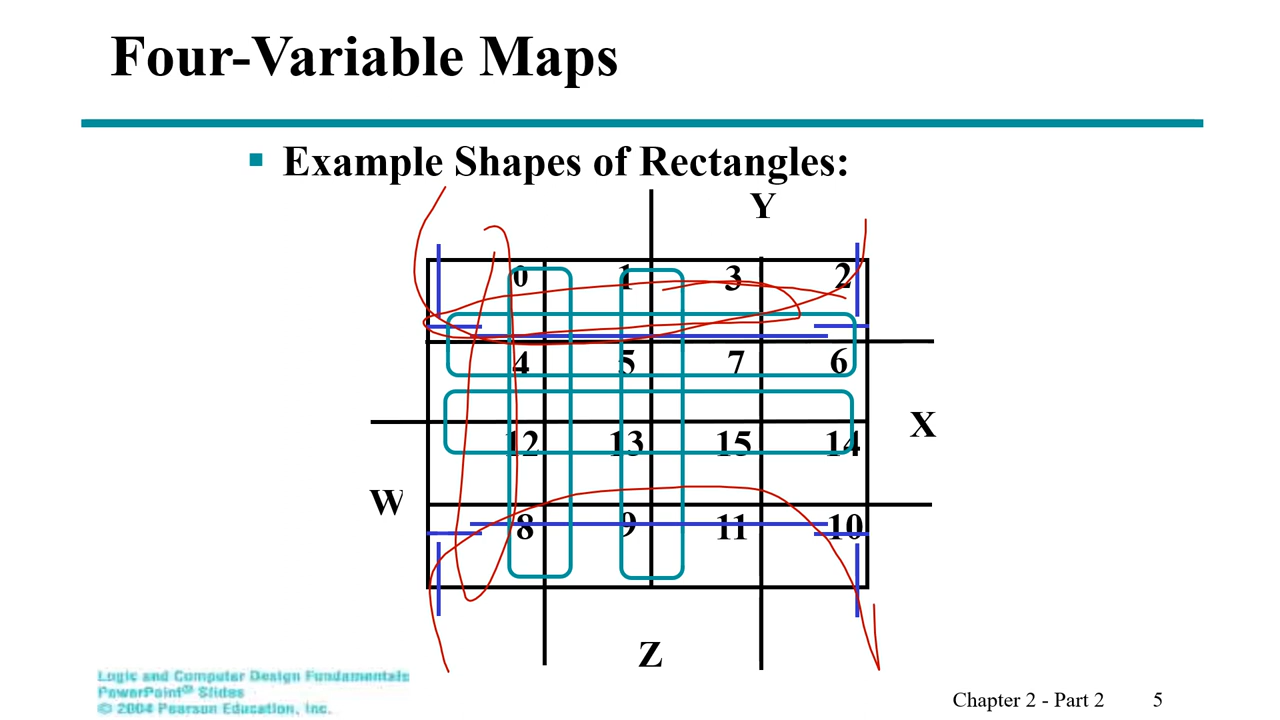 Four-Variable Maps
▪ Example Shapes of Rectangles:
Y
0 1 3 2
4 5 7 6
X
12 13 15 14
W
8 9 11 10
Z
Logic and Computer Design Fundamentals
PowerPoint® Slides
© 2004 Pearson Education, Inc.
Chapter 2 - Part 2 5